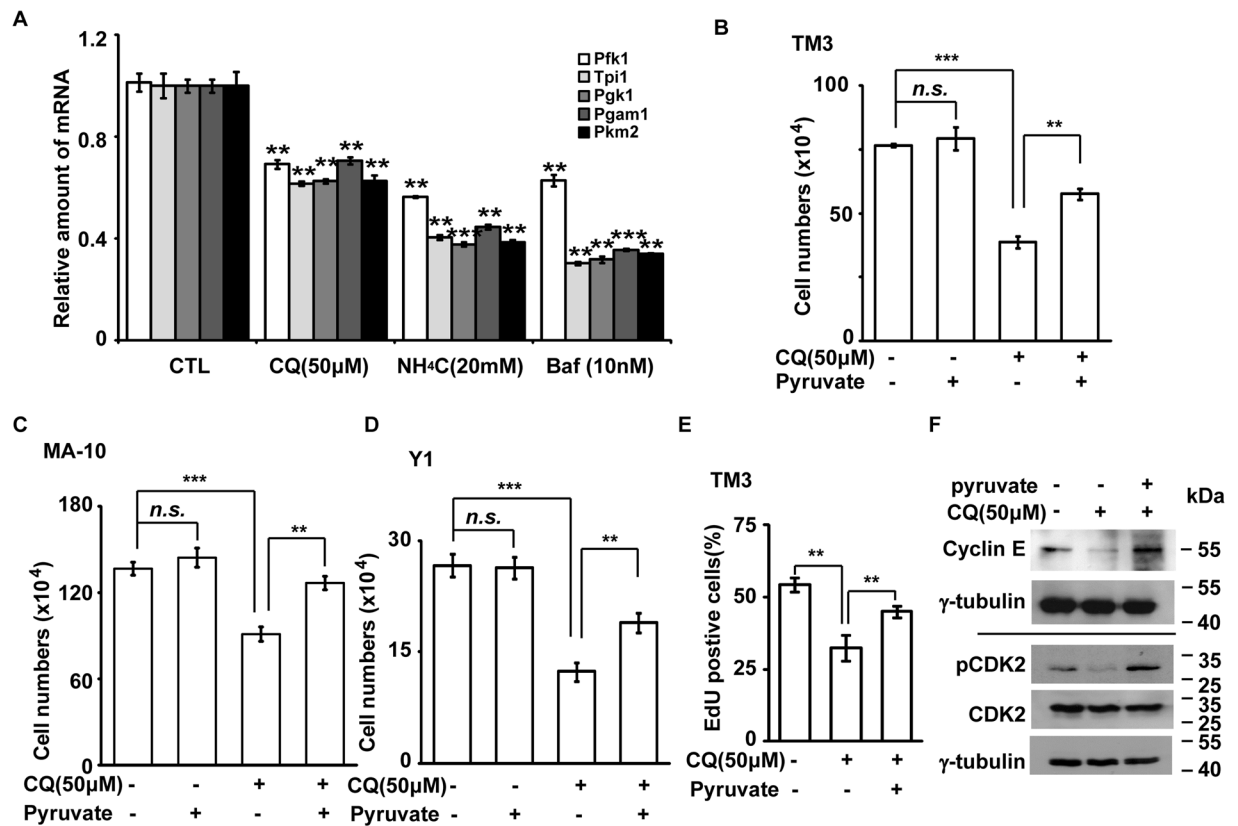 A
Relative amount of mRNA
1.2
0.8
0.4
0
Pfk1
Tpi1
Pgk1
Pgam1
Pkm2
** ** ** ** **
** ** *** ** **
** ** ** *** **
CTL CQ(50μM) NH4C(20mM) Baf (10nM)
B
TM3
Cell numbers (x10⁴)
100
50
0
***
n.s.
**
CQ(50μM) - - + +
Pyruvate - + - +
C
MA-10
Cell numbers (x10⁴)
180
120
60
0
***
n.s.
**
CQ(50μM) - - + +
Pyruvate - + - +
D
Y1
Cell numbers (x10⁴)
30
15
0
***
n.s.
**
- - + +
- + - +
E
TM3
EdU postive cells(%)
75
50
25
0
**
**
CQ(50μM) - + +
Pyruvate - - +
F
pyruvate - - +
CQ(50μM) - + +
kDa
Cyclin E
55
γ-tubulin
55
40
pCDK2
35
25
CDK2
35
25
γ-tubulin
55
40